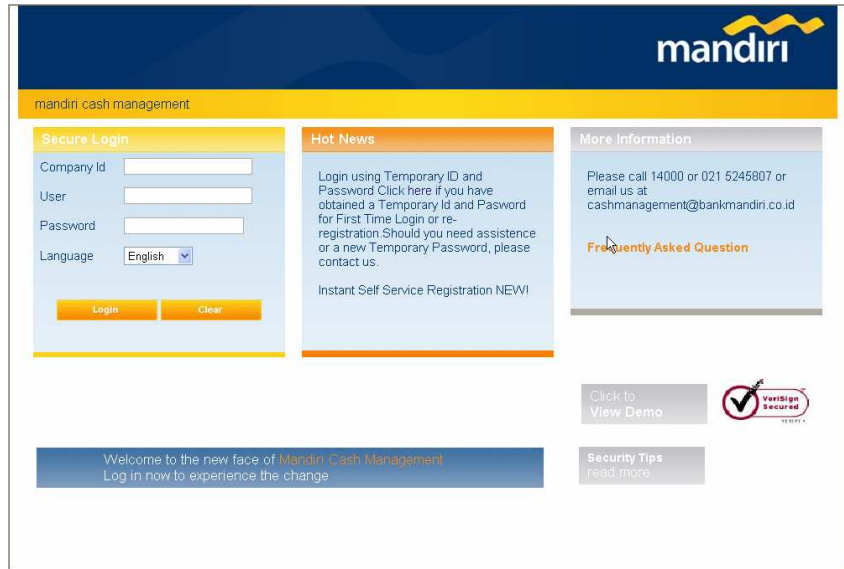 mandiri
mandiri cash management
Secure Login
Company Id
User
Password
Language
English
Login
Clear
Hot News
Login using Temporary ID and
Password Click here if you have
obtained a Temporary Id and Pasword
for First Time Login or re-
registration.Should you need assistence
or a new Temporary Password, please
contact us.
Instant Self Service Registration NEW!
More Information
Please call 14000 or 021 5245807 or
email us at
cashmanagement@bankmandiri.co.id
Frequently Asked Question
Click to
View Demo
VeriSign
Secured
Welcome to the new face of Mandiri Cash Management
Log in now to experience the change
Security Tips
read more